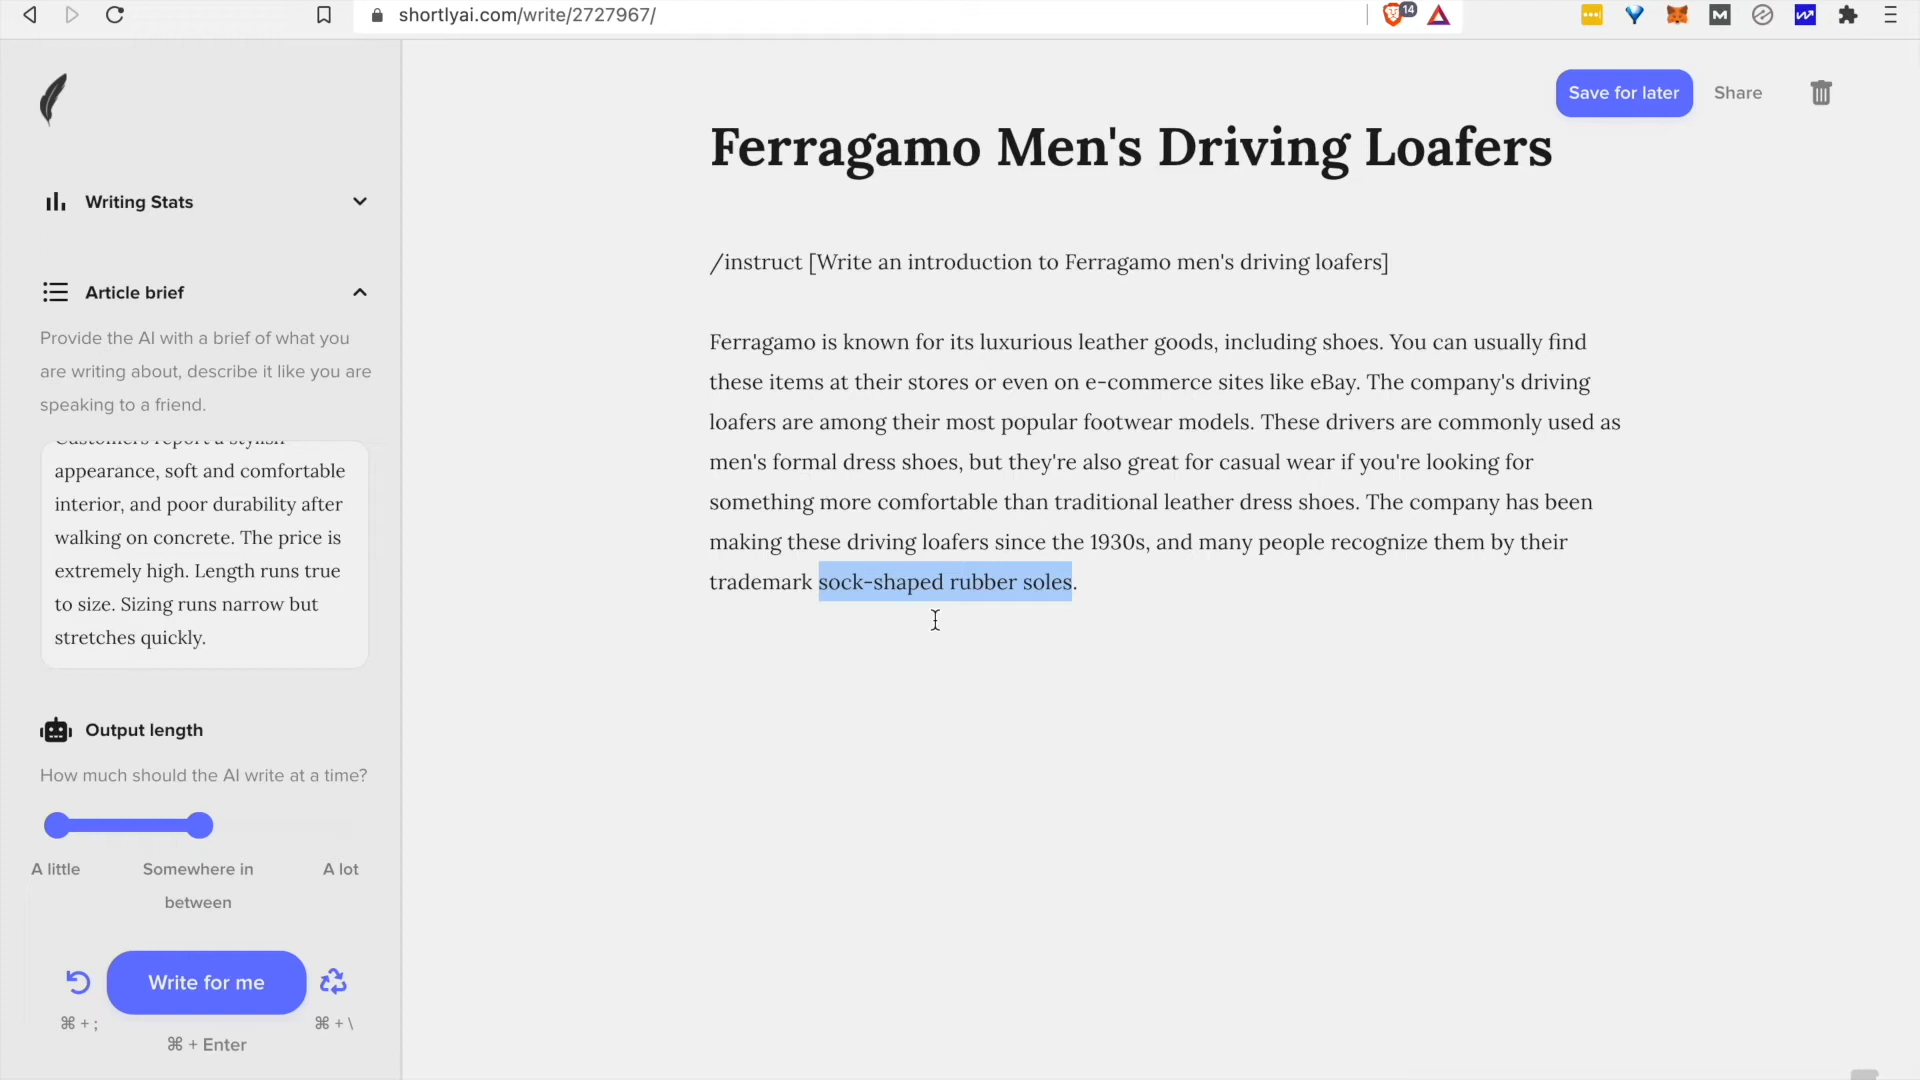 shortlyai.com/write/2727967/
14
Save for later
Share
Ferragamo Men's Driving Loafers
Writing Stats
/instruct [Write an introduction to Ferragamo men's driving loafers]
Article brief
Provide the AI with a brief of what you
are writing about, describe it like you are
speaking to a friend.
Customers report a stylish
appearance, soft and comfortable
interior, and poor durability after
walking on concrete. The price is
extremely high. Length runs true
to size. Sizing runs narrow but
stretches quickly.
Ferragamo is known for its luxurious leather goods, including shoes. You can usually find
these items at their stores or even on e-commerce sites like eBay. The company's driving
loafers are among their most popular footwear models. These drivers are commonly used as
men's formal dress shoes, but they're also great for casual wear if you're looking for
something more comfortable than traditional leather dress shoes. The company has been
making these driving loafers since the 1930s, and many people recognize them by their
trademark sock-shaped rubber soles.
Output length
How much should the AI write at a time?
A little
Somewhere in
between
A lot
Write for me
⌘ + ;
⌘ + \
⌘ + Enter